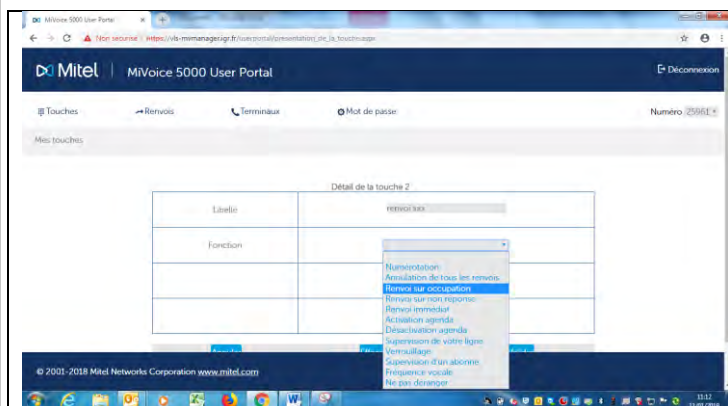 MiVoice 5000 User Portal
Non sécurisé
Mitel | MiVoice 5000 User Portal
Déconnexion
Touches Renvois Terminaux Mot de passe Numéro 25961
Mes touches
Détail de la touche 2
Libellé
Fonction
Numérotation
Annulation de tous les renvois
Renvoi sur occupation
Renvoi sur non réponse
Renvoi immédiat
Activation agenda
Désactivation agenda
Supervision de votre ligne
Verrouillage
Supervision d'un abonné
Fréquence vocale
Ne pas déranger
© 2001-2018 Mitel Networks Corporation www.mitel.com
11:12